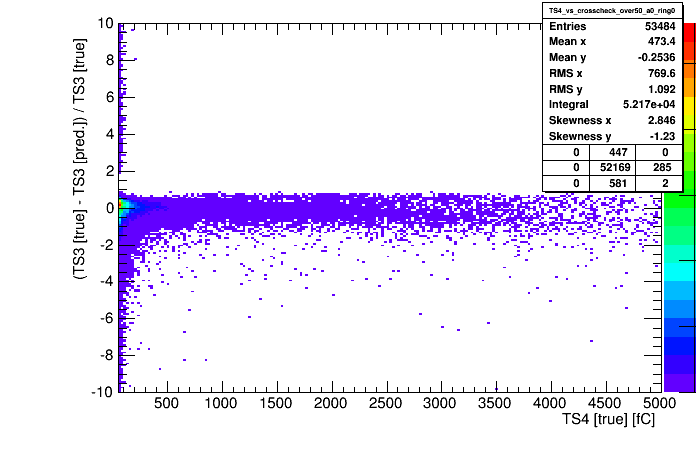 TS4_vs_crosscheck_over50_a0_ring0
Entries 53484
Mean x 473.4
Mean y -0.2536
RMS x 769.6
RMS y 1.092
Integral 5.217e+04
Skewness x 2.846
Skewness y -1.23
0 447 0
0 52169 285
0 581 2
(TS3 [true] - TS3 [pred.]) / TS3 [true]
10
8
6
4
2
0
-2
-4
-6
-8
-10
500 1000 1500 2000 2500 3000 3500 4000 4500 5000
TS4 [true] [fC]